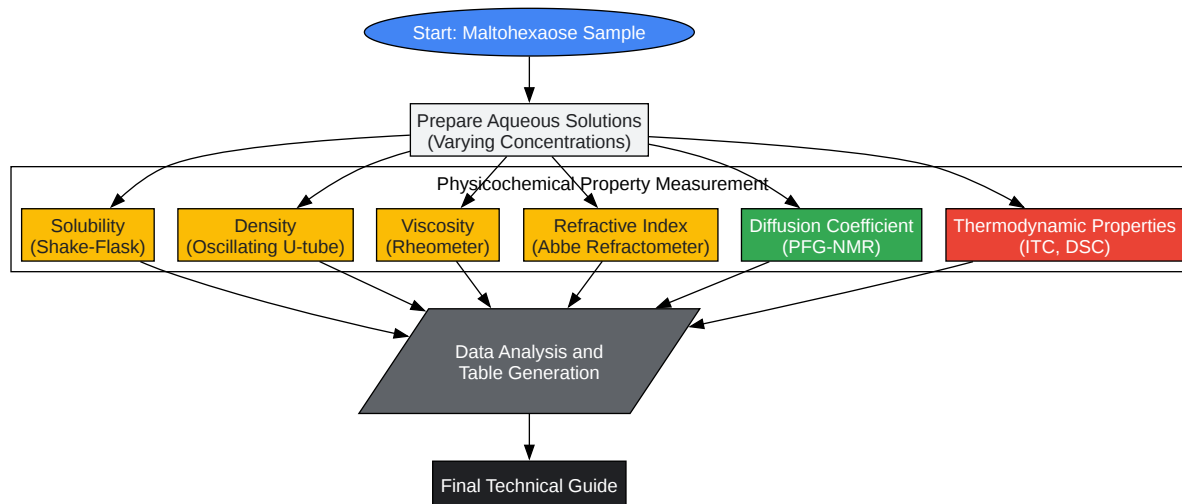 Start: Maltohexaose Sample
Prepare Aqueous Solutions
(Varying Concentrations)
Physicochemical Property Measurement
Solubility
(Shake-Flask)
Density
(Oscillating U-tube)
Viscosity
(Rheometer)
Refractive Index
(Abbe Refractometer)
Diffusion Coefficient
(PFG-NMR)
Thermodynamic Properties
(ITC, DSC)
Data Analysis and
Table Generation
Final Technical Guide